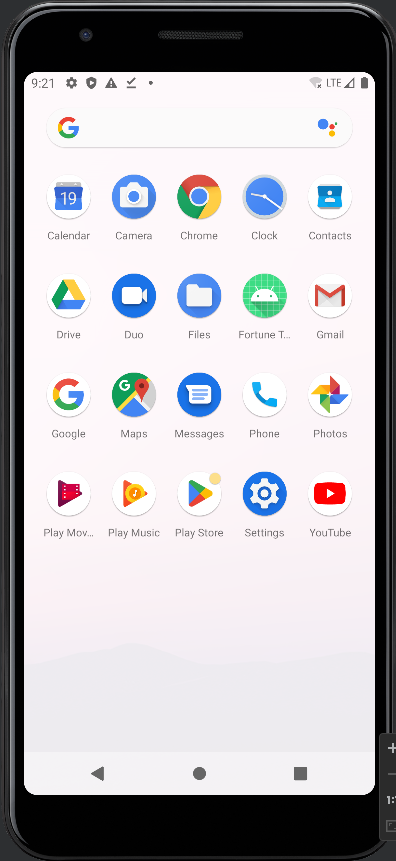 9:21 LTE
19
Calendar Camera Chrome Clock Contacts
Drive Duo Files Fortune T... Gmail
G
Google Maps Messages Phone Photos
Play Mov... Play Music Play Store Settings YouTube